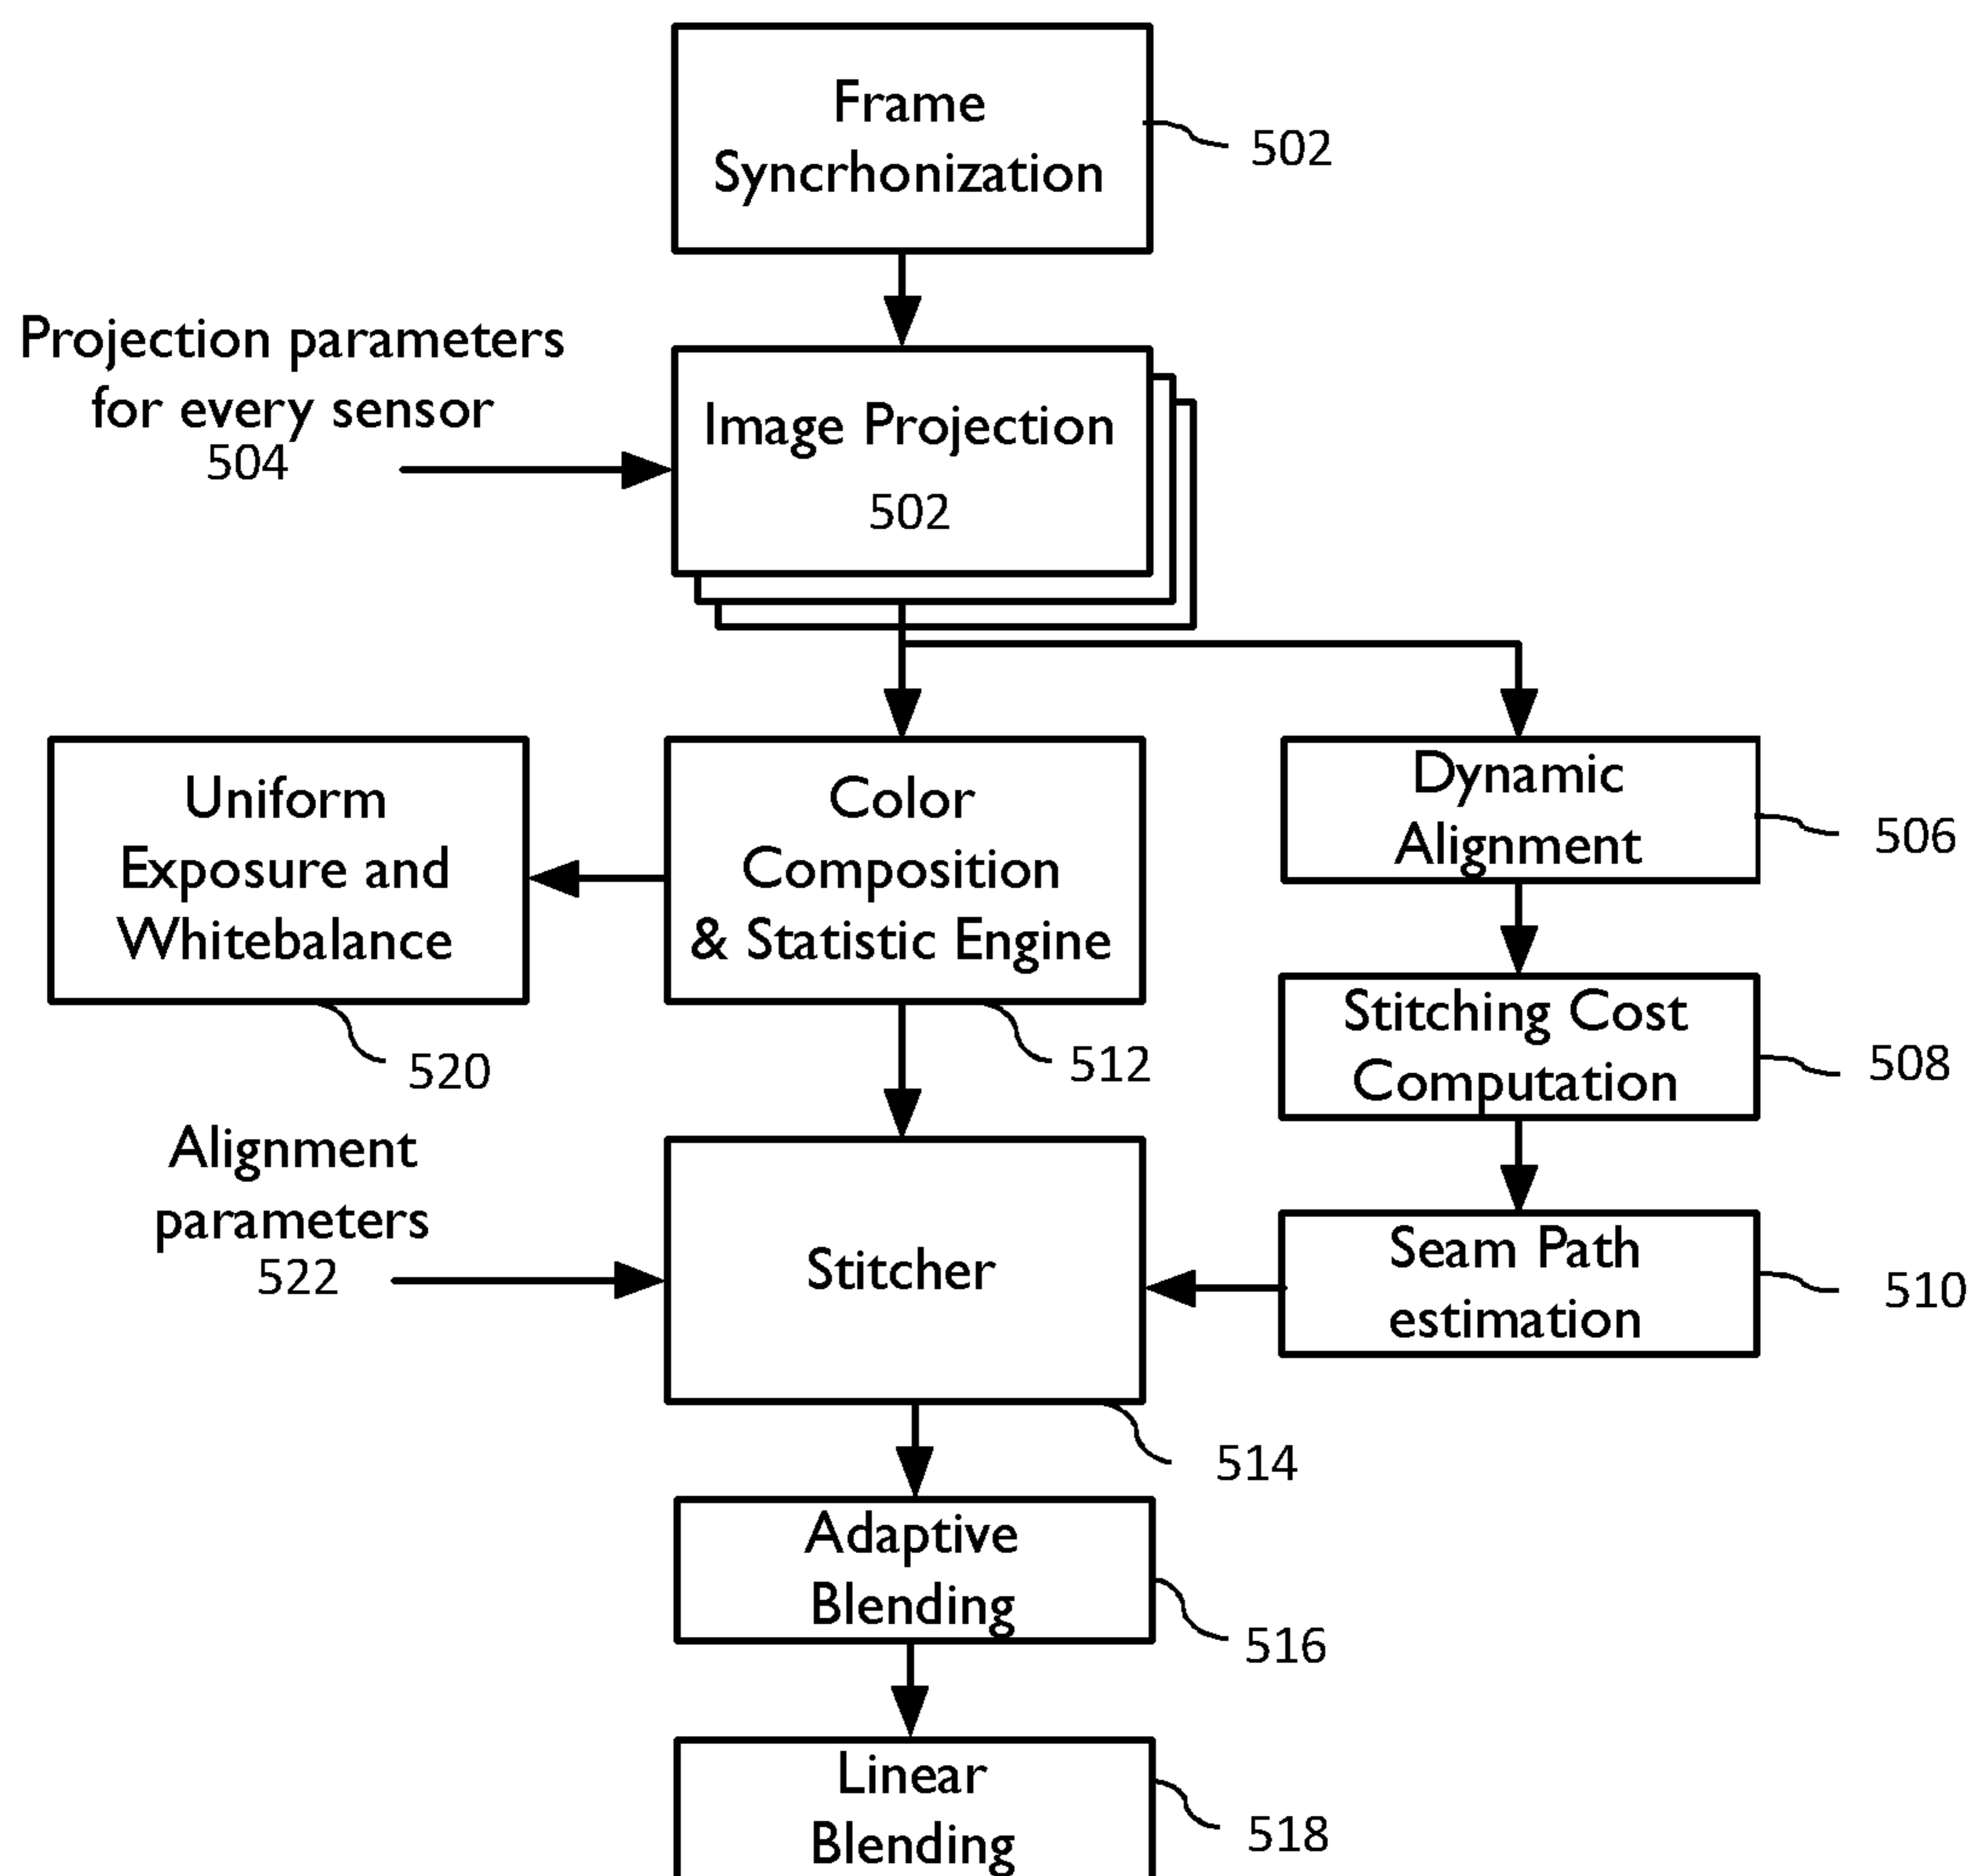 Frame
Syncrhonization
502
Projection parameters
for every sensor
504
Image Projection
502
Uniform
Exposure and
Whitebalance
520
Color
Composition
& Statistic Engine
512
Dynamic
Alignment
506
Stitching Cost
Computation
508
Alignment
parameters
522
Stitcher
514
Seam Path
estimation
510
Adaptive
Blending
516
Linear
Blending
518